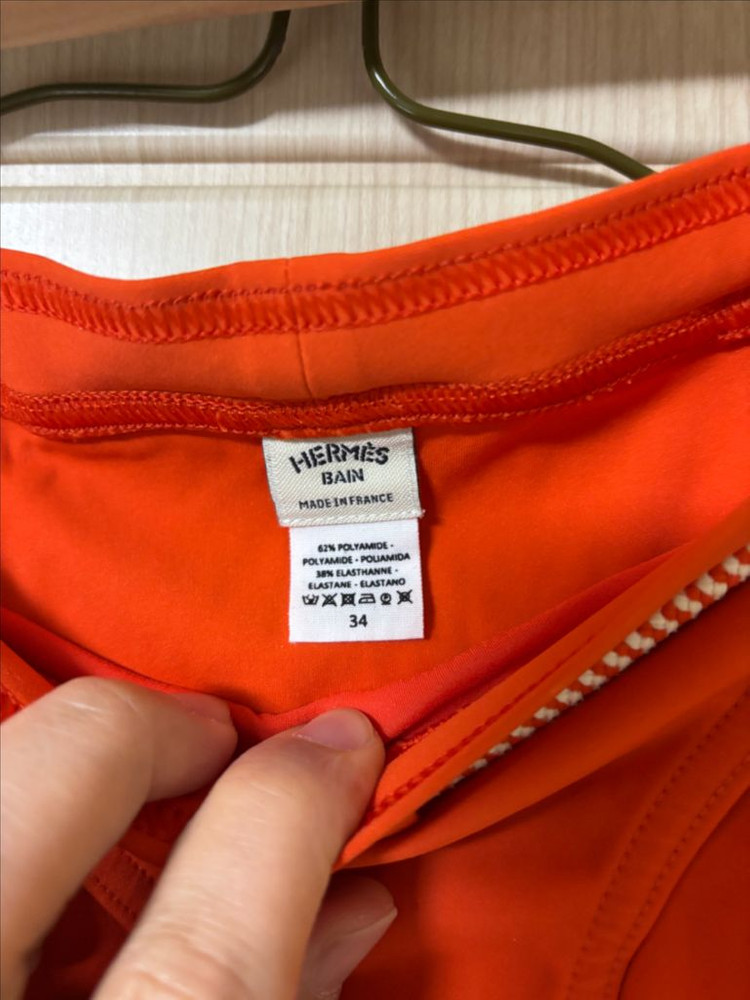 HERMÈS
BAIN
MADE IN FRANCE
62% POLYAMIDE -
POLYAMIDE - POLIAMIDA
38% ELASTHANNE -
ELASTANE - ELASTANO
34